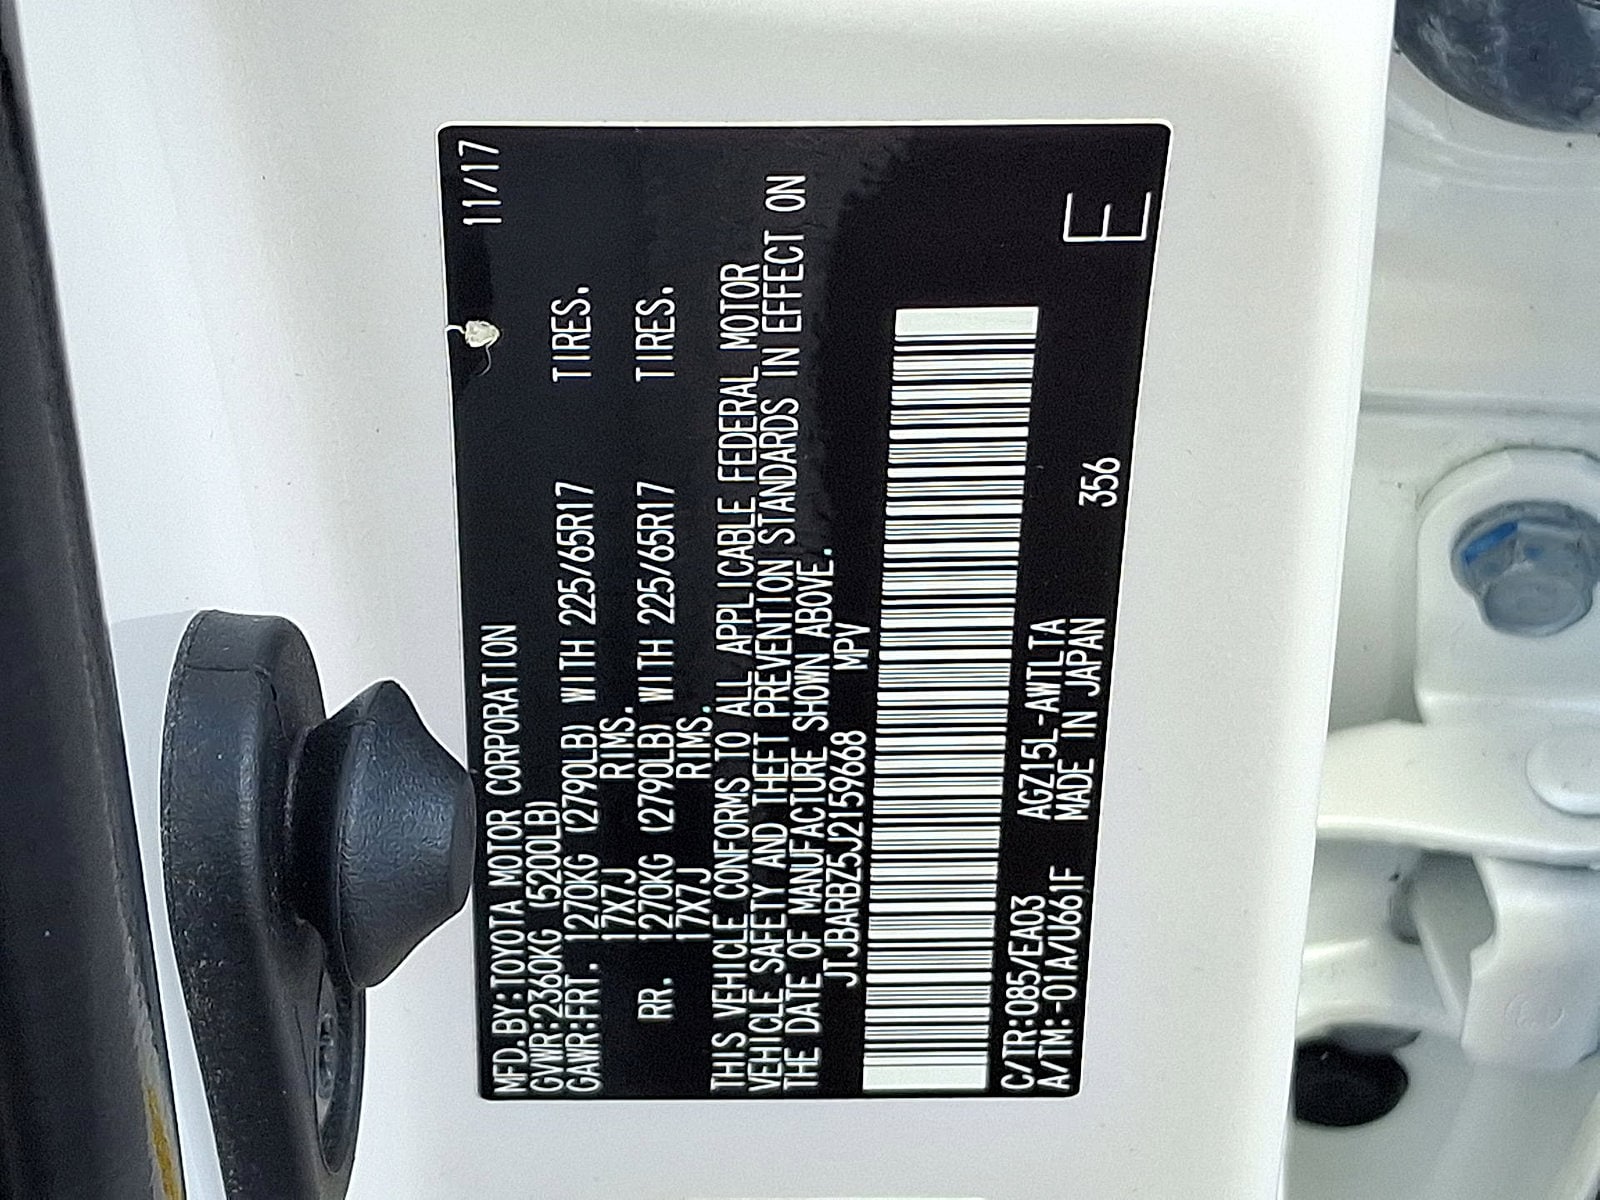 MFD. BY: TOYOTA MOTOR CORPORATION 11/17
GVWR: 2360KG (5200LB)
GAWR: FRT. 1270KG (2790LB) WITH 225/65R17 TIRES.
17X7J RIMS.
RR. 1270KG (2790LB) WITH 225/65R17 TIRES.
17X7J RIMS.
THIS VEHICLE CONFORMS TO ALL APPLICABLE FEDERAL MOTOR
VEHICLE SAFETY AND THEFT PREVENTION STANDARDS IN EFFECT ON
THE DATE OF MANUFACTURE SHOWN ABOVE.
JTJBARBZ5J2159668 MPV
C/TR: 085/EA03 AGZ15L-AWTLTA
A/TM: -01A/U661F MADE IN JAPAN 356 E